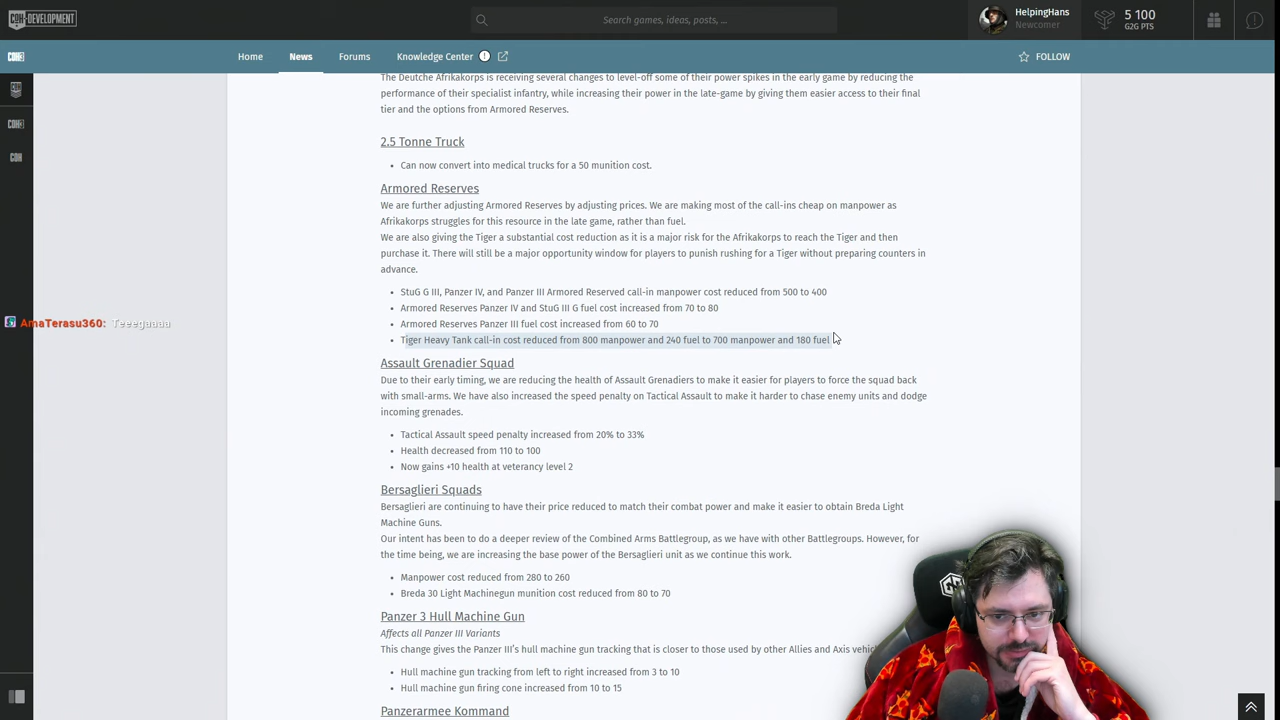 COH-DEVELOPMENT
Search games, ideas, posts, ...
HelpingHans
Newcomer
5 100
G2G PTS
Home
News
Forums
Knowledge Center
FOLLOW
The Deutche Afrikakorps is receiving several changes to level-off some of their power spikes in the early game by reducing the
performance of their specialist infantry, while increasing their power in the late-game by giving them easier access to their final
tier and the options from Armored Reserves.
2.5 Tonne Truck
• Can now convert into medical trucks for a 50 munition cost.
Armored Reserves
We are further adjusting Armored Reserves by adjusting prices. We are making most of the call-ins cheap on manpower as
Afrikakorps struggles for this resource in the late game, rather than fuel.
We are also giving the Tiger a substantial cost reduction as it is a major risk for the Afrikakorps to reach the Tiger and then
purchase it. There will still be a major opportunity window for players to punish rushing for a Tiger without preparing counters in
advance.
• StuG G III, Panzer IV, and Panzer III Armored Reserved call-in manpower cost reduced from 500 to 400
• Armored Reserves Panzer IV and StuG III G fuel cost increased from 70 to 80
• Armored Reserves Panzer III fuel cost increased from 60 to 70
AmaTerasu360: Teeegaaaa
• Tiger Heavy Tank call-in cost reduced from 800 manpower and 240 fuel to 700 manpower and 180 fuel
Assault Grenadier Squad
Due to their early timing, we are reducing the health of Assault Grenadiers to make it easier for players to force the squad back
with small-arms. We have also increased the speed penalty on Tactical Assault to make it harder to chase enemy units and dodge
incoming grenades.
• Tactical Assault speed penalty increased from 20% to 33%
• Health decreased from 110 to 100
• Now gains +10 health at veterancy level 2
Bersaglieri Squads
Bersaglieri are continuing to have their price reduced to match their combat power and make it easier to obtain Breda Light
Machine Guns.
Our intent has been to do a deeper review of the Combined Arms Battlegroup, as we have with other Battlegroups. However, for
the time being, we are increasing the base power of the Bersaglieri unit as we continue this work.
• Manpower cost reduced from 280 to 260
• Breda 30 Light Machinegun munition cost reduced from 80 to 70
Panzer 3 Hull Machine Gun
Affects all Panzer III Variants
This change gives the Panzer III's hull machine gun tracking that is closer to those used by other Allies and Axis
• Hull machine gun tracking from left to right increased from 3 to 10
• Hull machine gun firing cone increased from 10 to 15
Panzerarmee Kommand